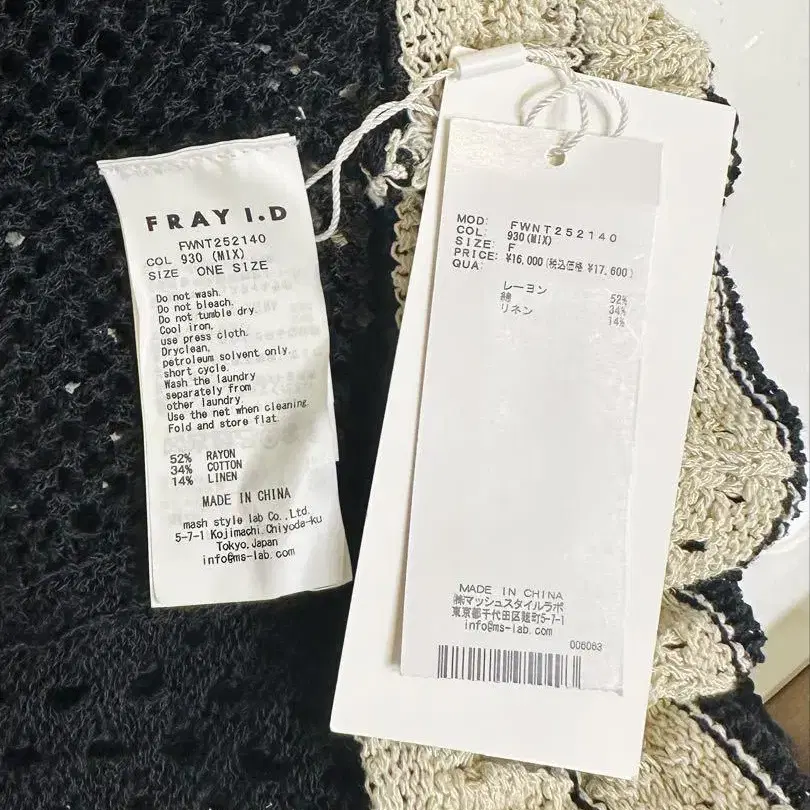 FRAY I.D
FWNT252140
COL 930 (MIX)
SIZE ONE SIZE
Do not wash.
Do not bleach.
Do not tumble dry.
Cool iron,
use press cloth.
Dryclean,
petroleum solvent only.
short cycle.
Wash the laundry
separately from
other laundry.
Use the net when cleaning.
Fold and store flat.
52% RAYON
34% COTTON
14% LINEN
MADE IN CHINA
mash style lab Co., Ltd.
5-7-1 Kojimachi, Chiyoda-ku
Tokyo, Japan
info@ms-lab.com
MOD: FWNT252140
COL: 930(MIX)
SIZE: F
PRICE: ¥16,000(税込価格 ¥17,600)
QUA:
レーヨン 52%
綿 34%
リネン 14%
MADE IN CHINA
㈱マッシュスタイルラボ
東京都千代田区麹町5-7-1
info@ms-lab.com
006063